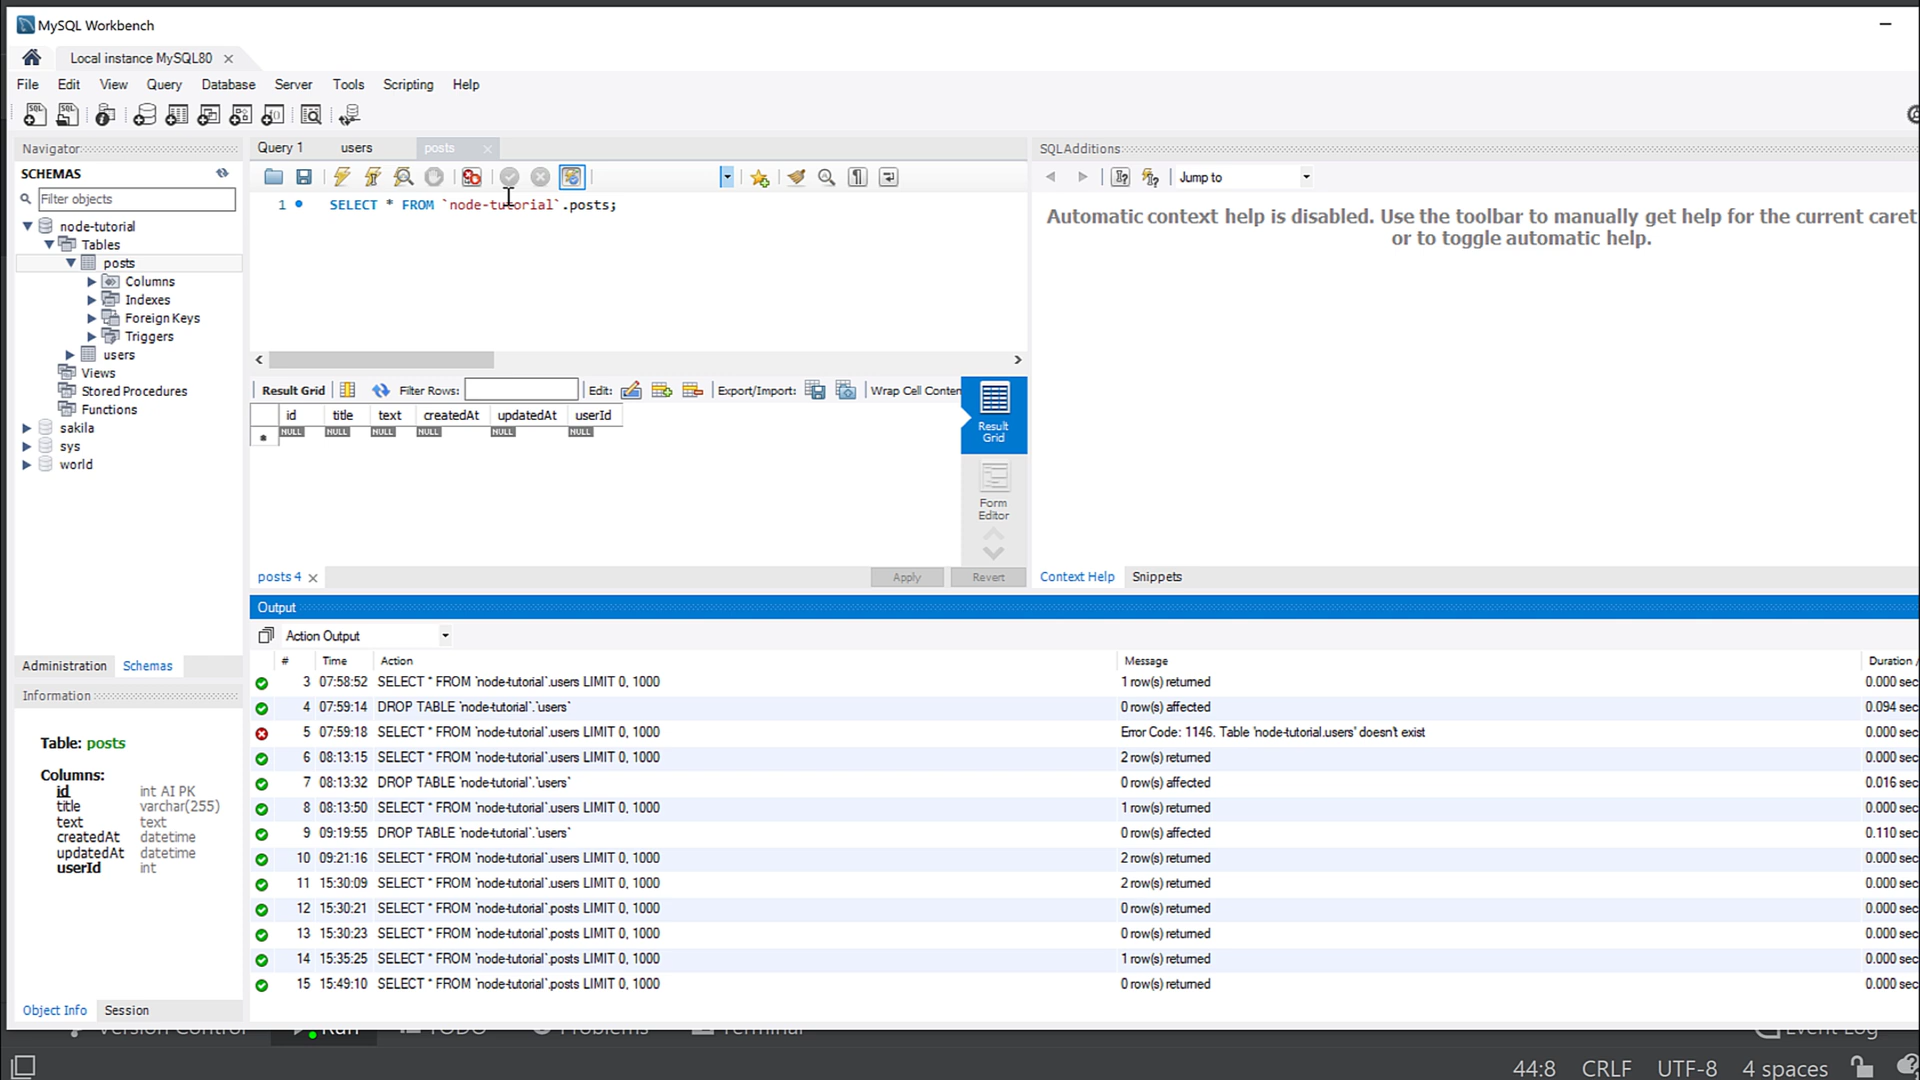 MySQL Workbench
Local instance MySQL80
File Edit View Query Database Server Tools Scripting Help
Navigator
SCHEMAS
Filter objects
node-tutorial
Tables
posts
Columns
Indexes
Foreign Keys
Triggers
users
Views
Stored Procedures
Functions
sakila
sys
world
Administration Schemas
Information
Table: posts
Columns:
id int AI PK
title varchar(255)
text text
createdAt datetime
updatedAt datetime
userId int
Object Info Session
Query 1 users posts
1 SELECT * FROM `node-tutorial`.posts;
Result Grid Filter Rows: Edit: Export/Import: Wrap Cell Conten
id title text createdAt updatedAt userId
NULL NULL NULL NULL NULL NULL
Result
Grid
Form
Editor
posts 4 Apply Revert
SQLAdditions
Jump to
Automatic context help is disabled. Use the toolbar to manually get help for the current caret
or to toggle automatic help.
Context Help Snippets
Output
Action Output
# Time Action Message Duration /
3 07:58:52 SELECT * FROM `node-tutorial`.users LIMIT 0, 1000 1 row(s) returned 0.000 sec
4 07:59:14 DROP TABLE `node-tutorial`.`users` 0 row(s) affected 0.094 sec
5 07:59:18 SELECT * FROM `node-tutorial`.users LIMIT 0, 1000 Error Code: 1146. Table 'node-tutorial.users' doesn't exist 0.000 sec
6 08:13:15 SELECT * FROM `node-tutorial`.users LIMIT 0, 1000 2 row(s) returned 0.000 sec
7 08:13:32 DROP TABLE `node-tutorial`.`users` 0 row(s) affected 0.016 sec
8 08:13:50 SELECT * FROM `node-tutorial`.users LIMIT 0, 1000 1 row(s) returned 0.000 sec
9 09:19:55 DROP TABLE `node-tutorial`.`users` 0 row(s) affected 0.110 sec
10 09:21:16 SELECT * FROM `node-tutorial`.users LIMIT 0, 1000 2 row(s) returned 0.000 sec
11 15:30:09 SELECT * FROM `node-tutorial`.users LIMIT 0, 1000 2 row(s) returned 0.000 sec
12 15:30:21 SELECT * FROM `node-tutorial`.posts LIMIT 0, 1000 0 row(s) returned 0.000 sec
13 15:30:23 SELECT * FROM `node-tutorial`.posts LIMIT 0, 1000 0 row(s) returned 0.000 sec
14 15:35:25 SELECT * FROM `node-tutorial`.posts LIMIT 0, 1000 1 row(s) returned 0.000 sec
15 15:49:10 SELECT * FROM `node-tutorial`.posts LIMIT 0, 1000 0 row(s) returned 0.000 sec
Version Control Run TODO Problems Terminal Event Log
44:8 CRLF UTF-8 4 spaces